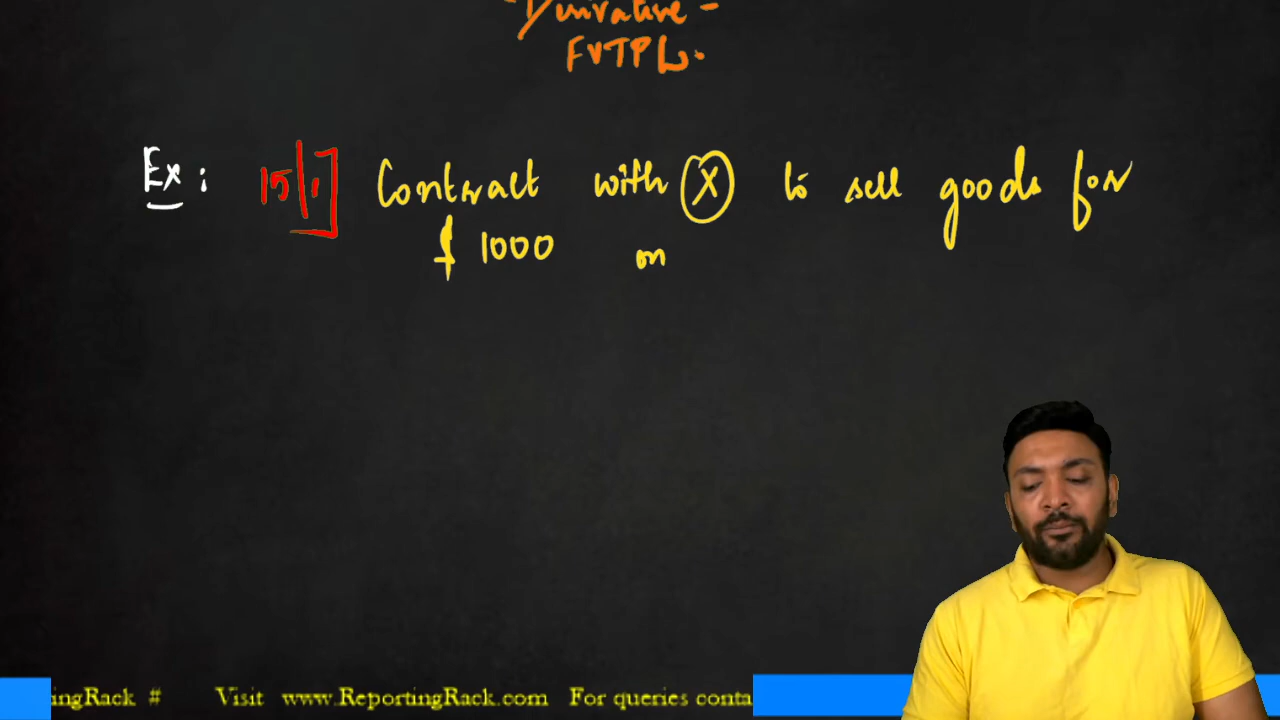 - Derivative -
FVTPL.
Ex: 15|1] Contract with X to sell goods for
$ 1000 on
ingRack # Visit www.ReportingRack.com For queries conta